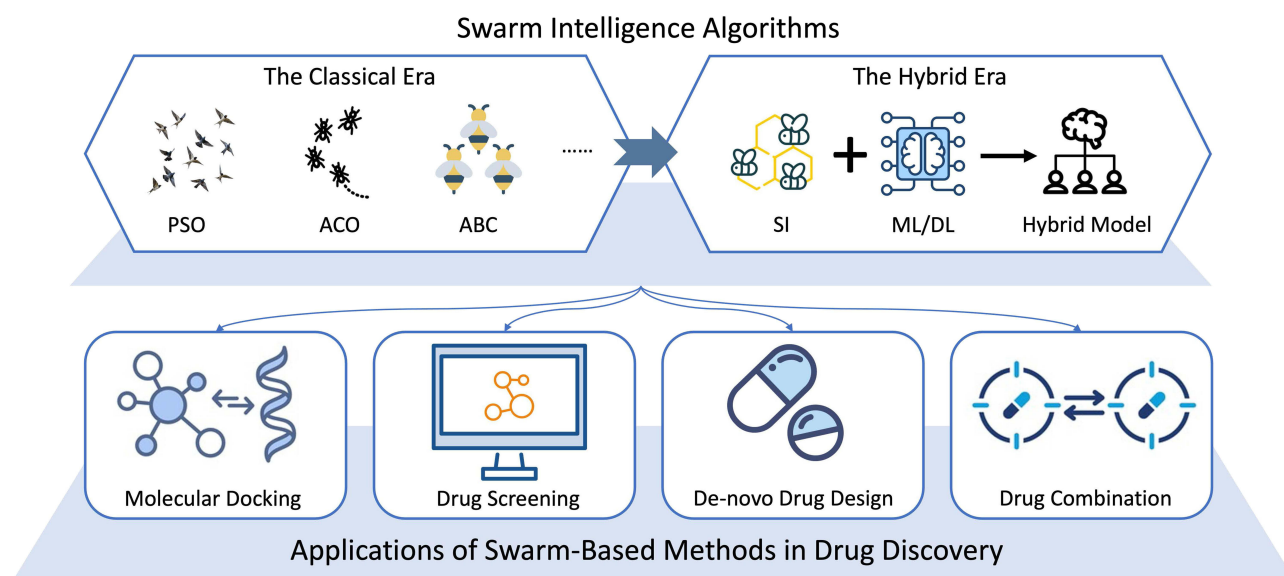 Swarm Intelligence Algorithms
The Classical Era
The Hybrid Era
......
PSO
ACO
ABC
SI
ML/DL
Hybrid Model
Molecular Docking
Drug Screening
De-novo Drug Design
Drug Combination
Applications of Swarm-Based Methods in Drug Discovery